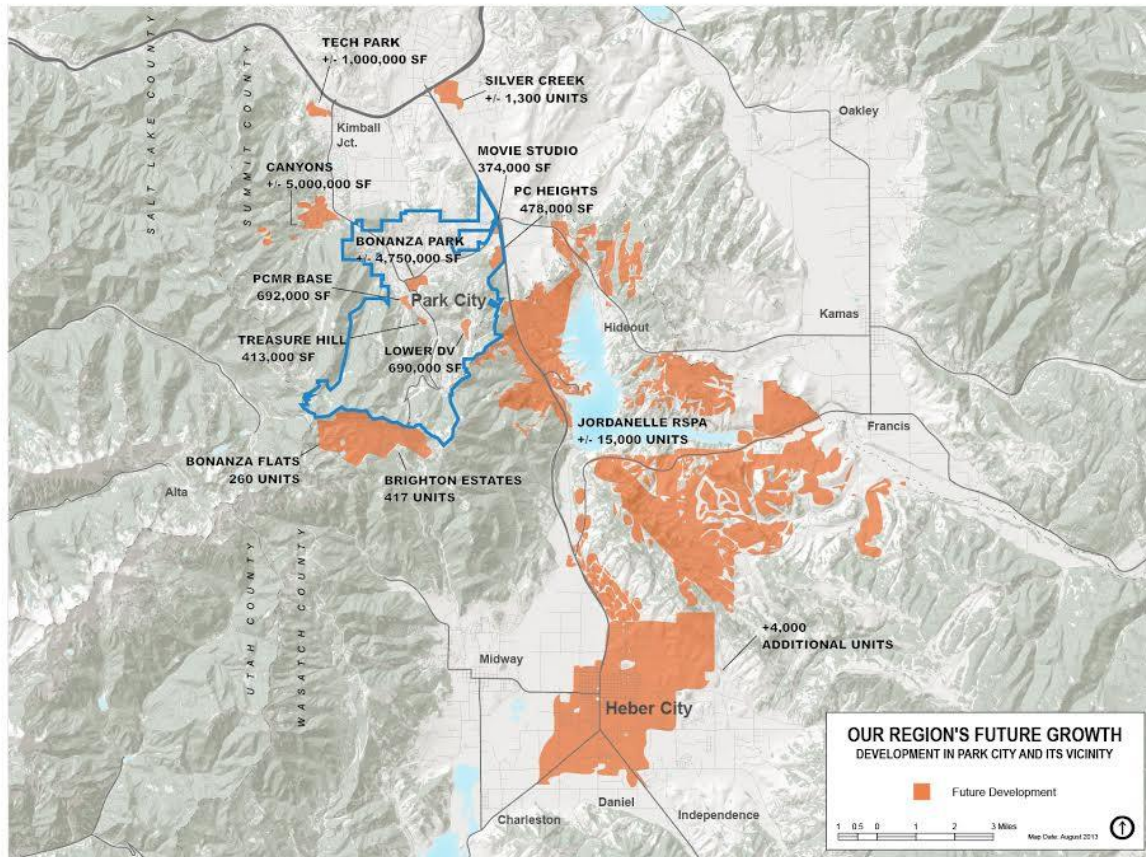 TECH PARK
+/- 1,000,000 SF
SILVER CREEK
+/- 1,300 UNITS
Oakley
Kimball
Jct.
SALT LAKE COUNTY
SUMMIT COUNTY
MOVIE STUDIO
374,000 SF
CANYONS
+/- 5,000,000 SF
PC HEIGHTS
478,000 SF
BONANZA PARK
+/- 4,750,000 SF
PCMR BASE
692,000 SF
Park City
Kamas
Hideout
TREASURE HILL
413,000 SF
LOWER DV
690,000 SF
JORDANELLE RSPA
+/- 15,000 UNITS
Francis
BONANZA FLATS
260 UNITS
BRIGHTON ESTATES
417 UNITS
Alta
UTAH COUNTY
WASATCH COUNTY
+4,000
ADDITIONAL UNITS
Midway
Heber City
Daniel
Charleston
Independence
OUR REGION'S FUTURE GROWTH
DEVELOPMENT IN PARK CITY AND ITS VICINITY
Future Development
1 0.5 0 1 2 3 Miles
Map Date: August 2013